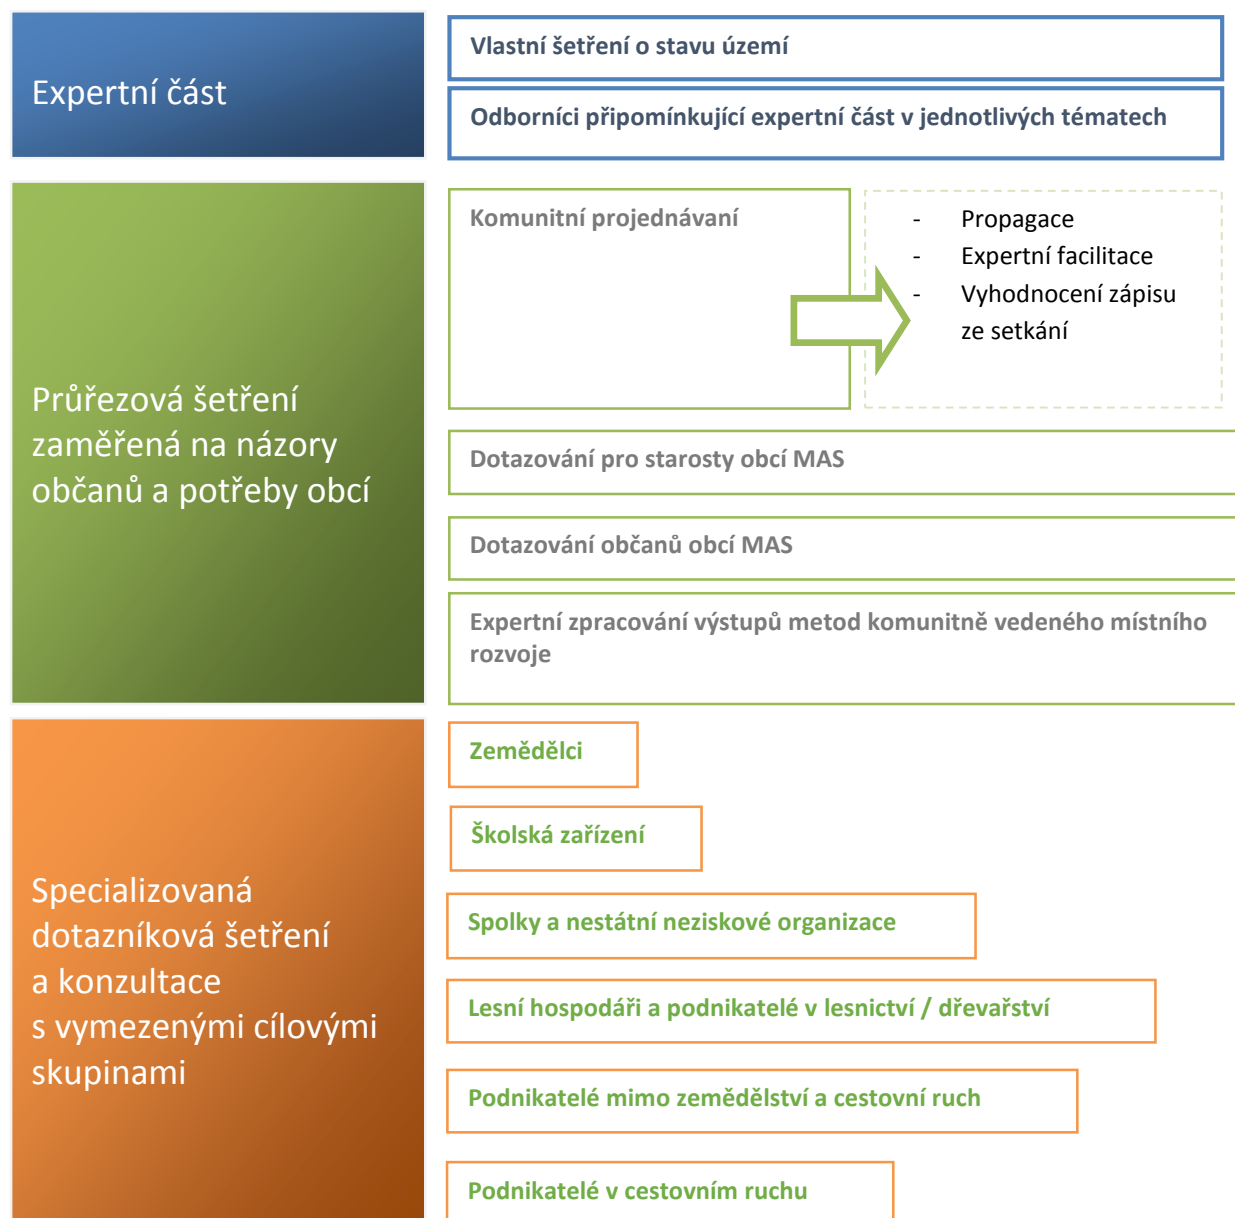 Expertní část
Vlastní šetření o stavu území
Odborníci připomínkující expertní část v jednotlivých tématech
Průřezová šetření
zaměřená na názory
občanů a potřeby obcí
Komunitní projednávaní
- Propagace
- Expertní facilitace
- Vyhodnocení zápisu
ze setkání
Dotazování pro starosty obcí MAS
Dotazování občanů obcí MAS
Expertní zpracování výstupů metod komunitně vedeného místního
rozvoje
Specializovaná
dotazníková šetření
a konzultace
s vymezenými cílovými
skupinami
Zemědělci
Školská zařízení
Spolky a nestátní neziskové organizace
Lesní hospodáři a podnikatelé v lesnictví / dřevařství
Podnikatelé mimo zemědělství a cestovní ruch
Podnikatelé v cestovním ruchu